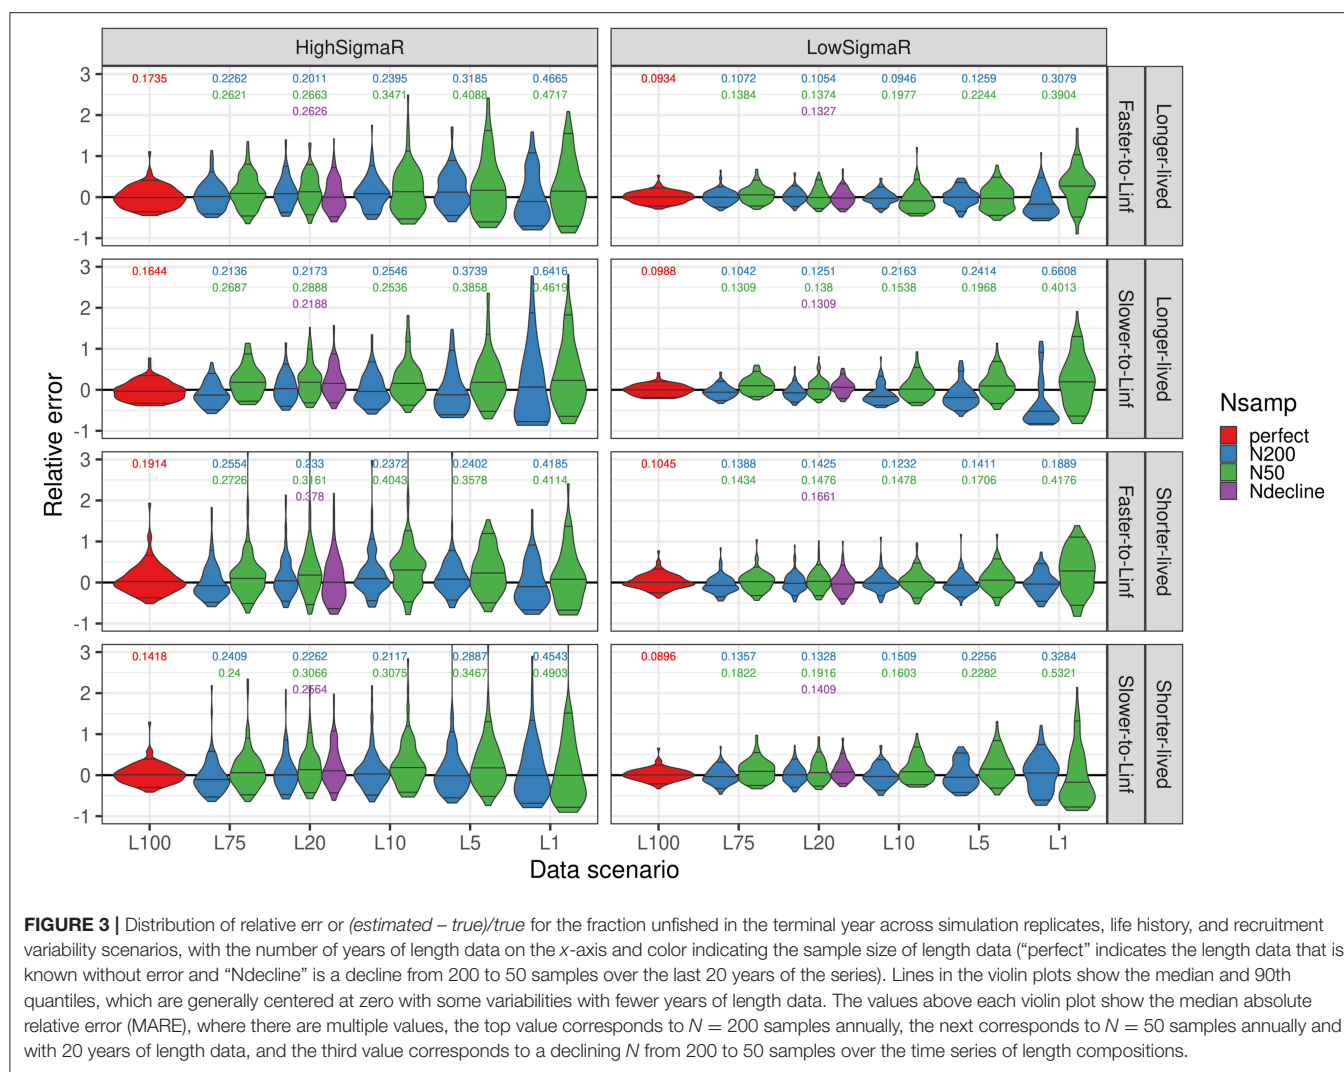 HighSigmaR LowSigmaR
3 0.1735 0.2262 0.2011 0.2395 0.3185 0.4665 0.0934 0.1072 0.1054 0.0946 0.1259 0.3079
0.2621 0.2663 0.3471 0.4088 0.4717 0.1384 0.1374 0.1977 0.2244 0.3904
2 0.2626 0.1327
1
0
-1
Faster-to-Linf
Longer-lived
3 0.1644 0.2136 0.2173 0.2546 0.3739 0.6416 0.0988 0.1042 0.1251 0.2163 0.2414 0.6608
0.2687 0.2888 0.2536 0.3858 0.4619 0.1309 0.138 0.1538 0.1968 0.4013
2 0.2188 0.1309
1
0
-1
Slower-to-Linf
Longer-lived
3 0.1914 0.2554 0.233 0.2372 0.2402 0.4185 0.1045 0.1388 0.1425 0.1232 0.1411 0.1889
0.2726 0.3161 0.4043 0.3578 0.4114 0.1434 0.1476 0.1478 0.1706 0.4176
2 0.378 0.1661
1
0
-1
Faster-to-Linf
Shorter-lived
3 0.1418 0.2409 0.2262 0.2117 0.2887 0.4543 0.0896 0.1357 0.1328 0.1509 0.2256 0.3284
0.24 0.3066 0.3075 0.3467 0.4903 0.1822 0.1916 0.1603 0.2282 0.5321
2 0.2564 0.1409
1
0
-1
Slower-to-Linf
Shorter-lived
Relative error
L100 L75 L20 L10 L5 L1 L100 L75 L20 L10 L5 L1
Data scenario
Nsamp
perfect
N200
N50
Ndecline
FIGURE 3 | Distribution of relative err or (estimated – true)/true for the fraction unfished in the terminal year across simulation replicates, life history, and recruitment
variability scenarios, with the number of years of length data on the x-axis and color indicating the sample size of length data (“perfect” indicates the length data that is
known without error and “Ndecline” is a decline from 200 to 50 samples over the last 20 years of the series). Lines in the violin plots show the median and 90th
quantiles, which are generally centered at zero with some variabilities with fewer years of length data. The values above each violin plot show the median absolute
relative error (MARE), where there are multiple values, the top value corresponds to N = 200 samples annually, the next corresponds to N = 50 samples annually and
with 20 years of length data, and the third value corresponds to a declining N from 200 to 50 samples over the time series of length compositions.